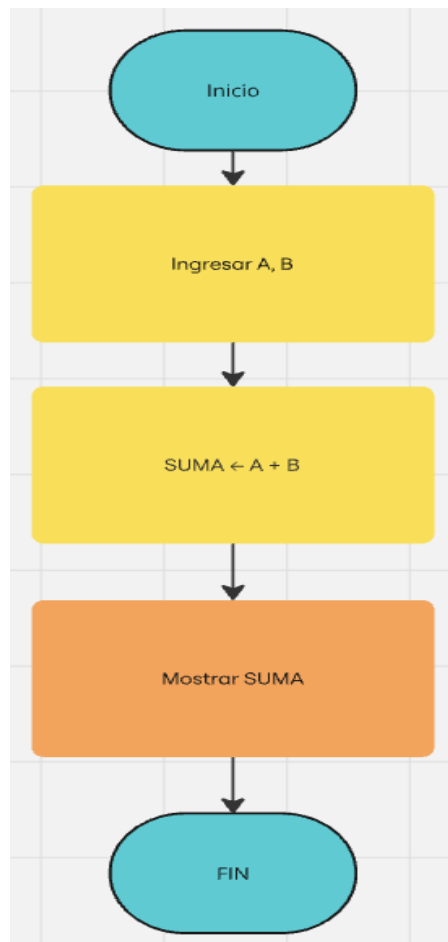 Inicio
Ingresar A, B
SUMA ← A + B
Mostrar SUMA
FIN